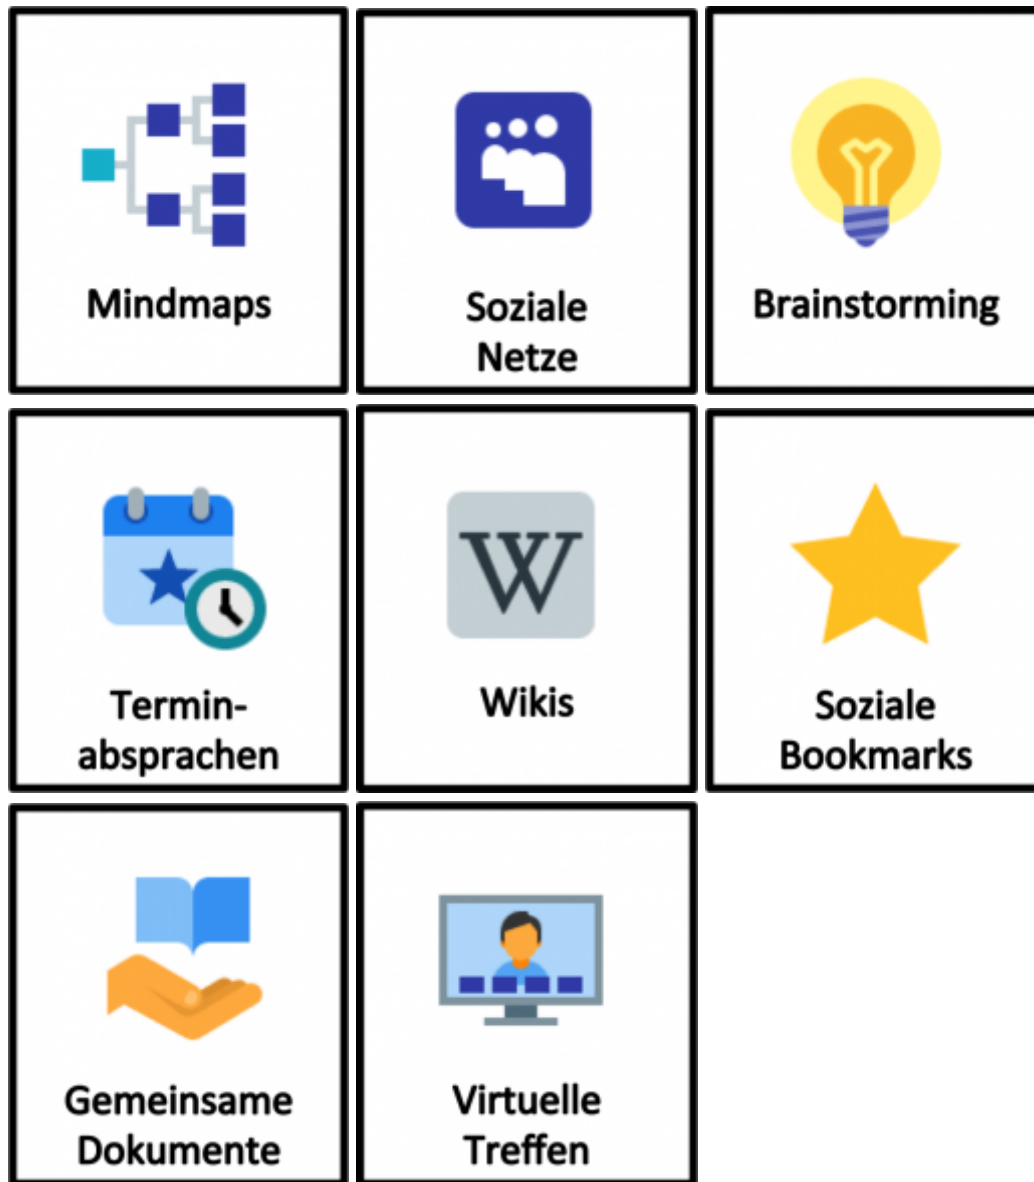 Mindmaps
Soziale
Netze
Brainstorming
W
Termin-
absprachen
Wikis
Soziale
Bookmarks
Gemeinsame
Dokumente
Virtuelle
Treffen